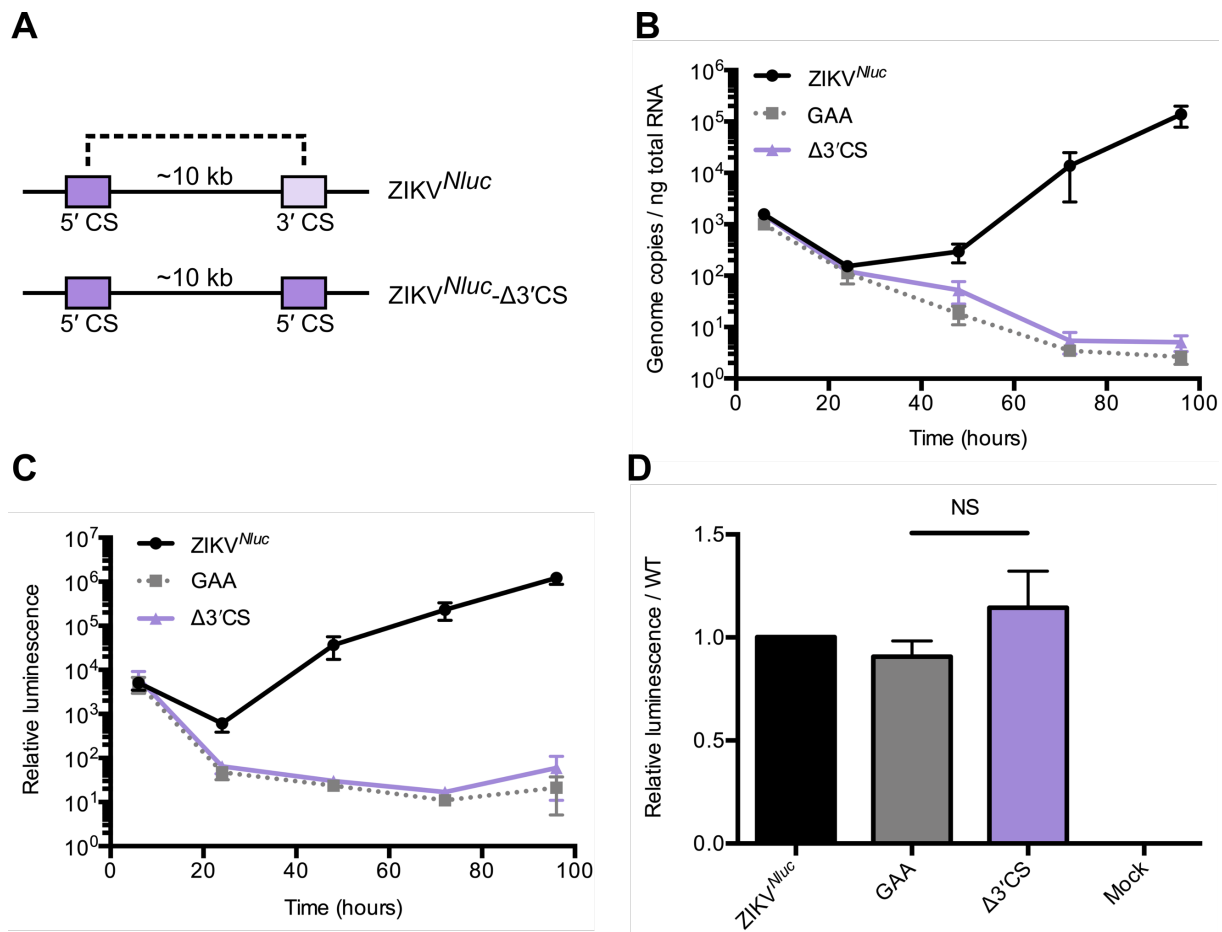 A
~10 kb
ZIKV^Nluc
5′ CS
3′ CS
~10 kb
ZIKV^Nluc-Δ3′CS
5′ CS
5′ CS
B
Genome copies / ng total RNA
10^6
10^5
10^4
10^3
10^2
10^1
10^0
ZIKV^Nluc
GAA
Δ3′CS
0
20
40
60
80
100
Time (hours)
C
Relative luminescence
10^7
10^6
10^5
10^4
10^3
10^2
10^1
10^0
ZIKV^Nluc
GAA
Δ3′CS
0
20
40
60
80
100
Time (hours)
D
Relative luminescence / WT
1.5
1.0
0.5
0.0
NS
ZIKV^Nluc
GAA
Δ3′CS
Mock